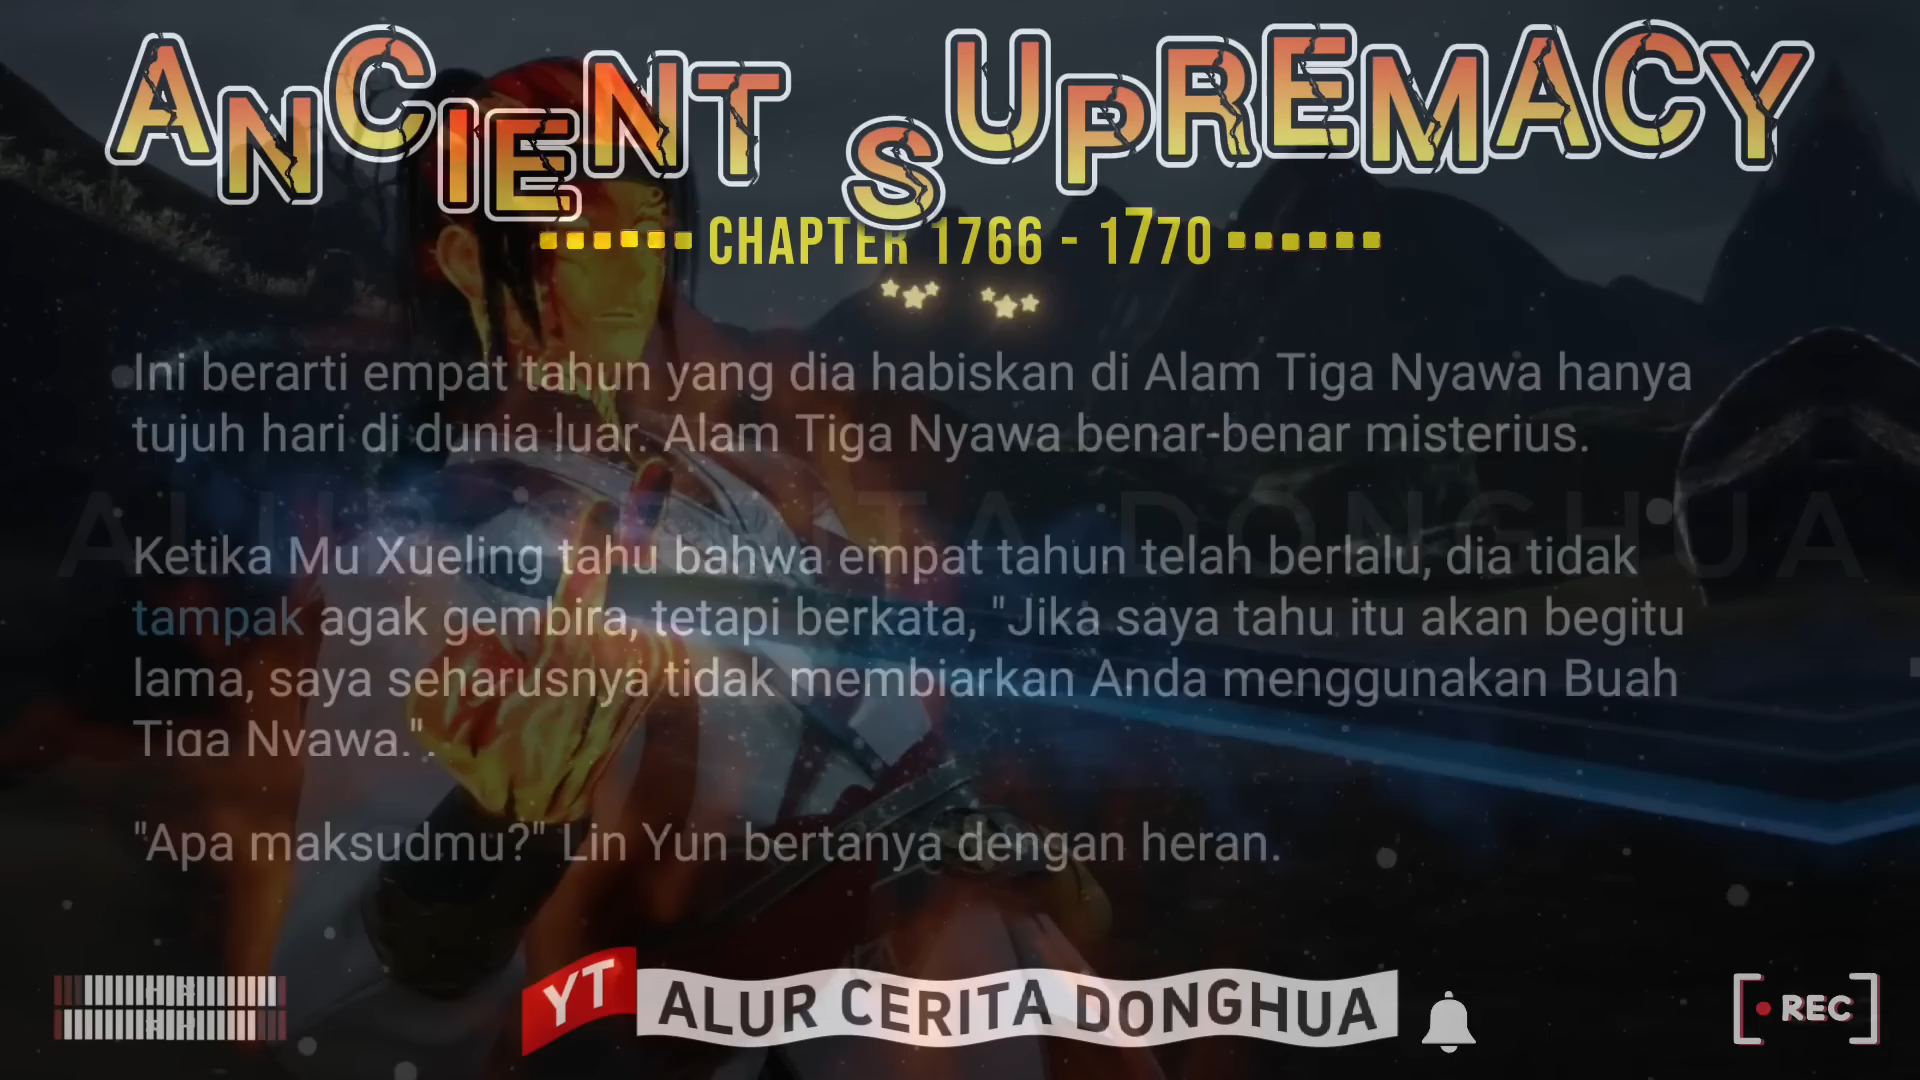 ANCIENT SUPREMACY
CHAPTER 1766 - 1770
Ini berarti empat tahun yang dia habiskan di Alam Tiga Nyawa hanya
tujuh hari di dunia luar. Alam Tiga Nyawa benar-benar misterius.
ALUR CERITA DONGHUA
Ketika Mu Xueling tahu bahwa empat tahun telah berlalu, dia tidak
tampak agak gembira, tetapi berkata, " Jika saya tahu itu akan begitu
lama, saya seharusnya tidak membiarkan Anda menggunakan Buah
Tiga Nyawa.".
"Apa maksudmu?" Lin Yun bertanya dengan heran.
YT ALUR CERITA DONGHUA
REC